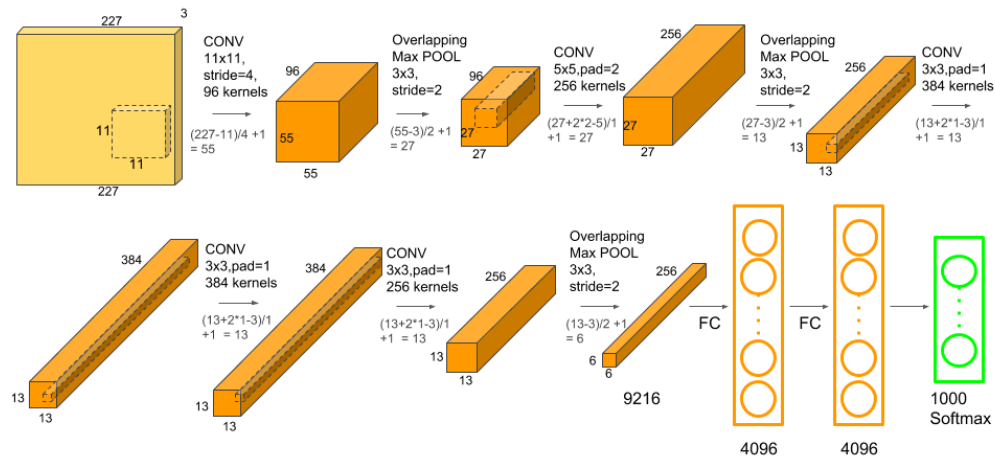 227
3
11
11
227
CONV
11x11,
stride=4,
96 kernels
(227-11)/4 +1
= 55
96
55
55
Overlapping
Max POOL
3x3,
stride=2
(55-3)/2 +1
= 27
96
27
27
CONV
5x5,pad=2
256 kernels
(27+2*2-5)/1
+1 = 27
256
27
27
Overlapping
Max POOL
3x3,
stride=2
(27-3)/2 +1
= 13
256
13
13
CONV
3x3,pad=1
384 kernels
(13+2*1-3)/1
+1 = 13
384
13
13
CONV
3x3,pad=1
384 kernels
(13+2*1-3)/1
+1 = 13
384
13
13
CONV
3x3,pad=1
256 kernels
(13+2*1-3)/1
+1 = 13
256
13
13
Overlapping
Max POOL
3x3,
stride=2
(13-3)/2 +1
= 6
256
6
6
9216
FC
4096
FC
4096
1000
Softmax